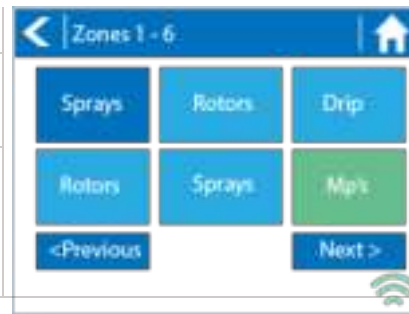 Zones 1 - 6
Sprays Rotors Drip
Rotors Sprays Mp's
<Previous Next >